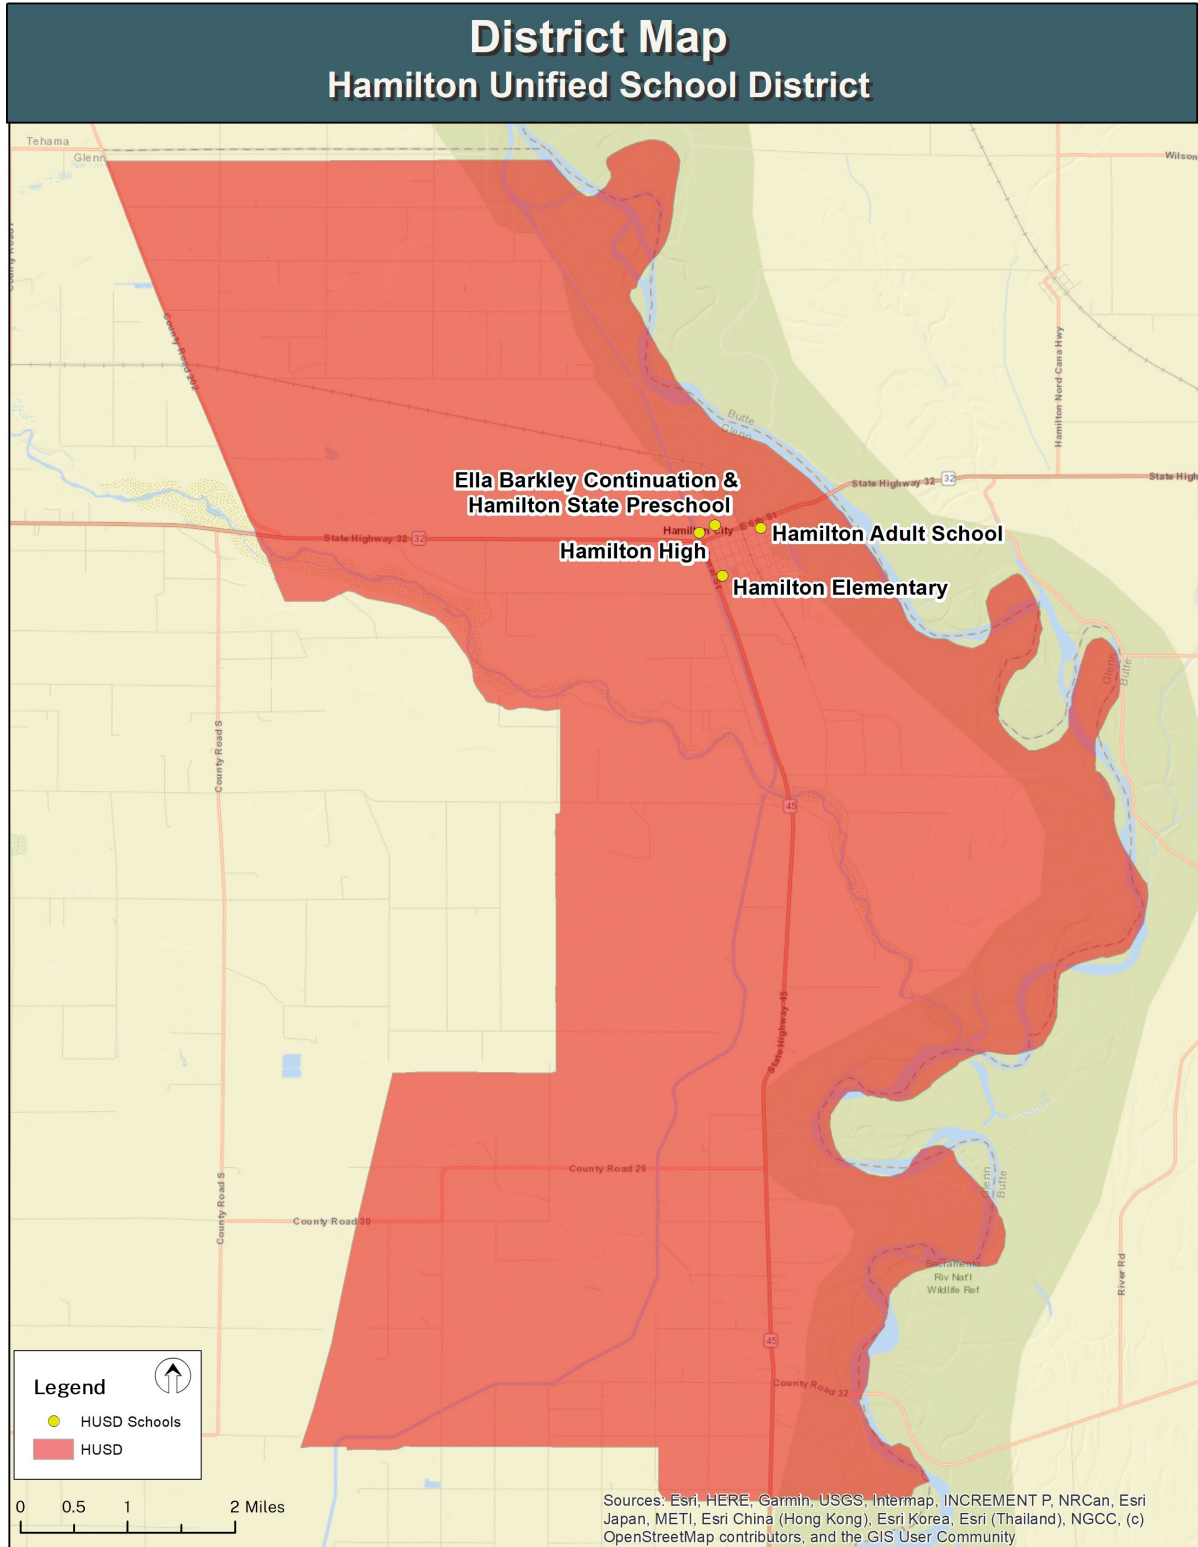 District Map
Hamilton Unified School District
Tehama
Glenn
Wilson
County Road 202
Hamilton Nord Cana Hwy
Butte
Glenn
Ella Barkley Continuation &
Hamilton State Preschool
State Highway 32
32
State High
State Highway 32
32
Hamilton City
E 6th St
Hamilton Adult School
Hamilton High
Hamilton Elementary
Glenn
Butte
County Road S
45
State Highway 45
County Road 29
County Road S
County Road 30
Glenn
Butte
Sacramento
Riv Nat'l
Wildlife Ref
River Rd
45
County Road 32
Legend
HUSD Schools
HUSD
0 0.5 1 2 Miles
Sources: Esri, HERE, Garmin, USGS, Intermap, INCREMENT P, NRCan, Esri
Japan, METI, Esri China (Hong Kong), Esri Korea, Esri (Thailand), NGCC, (c)
OpenStreetMap contributors, and the GIS User Community